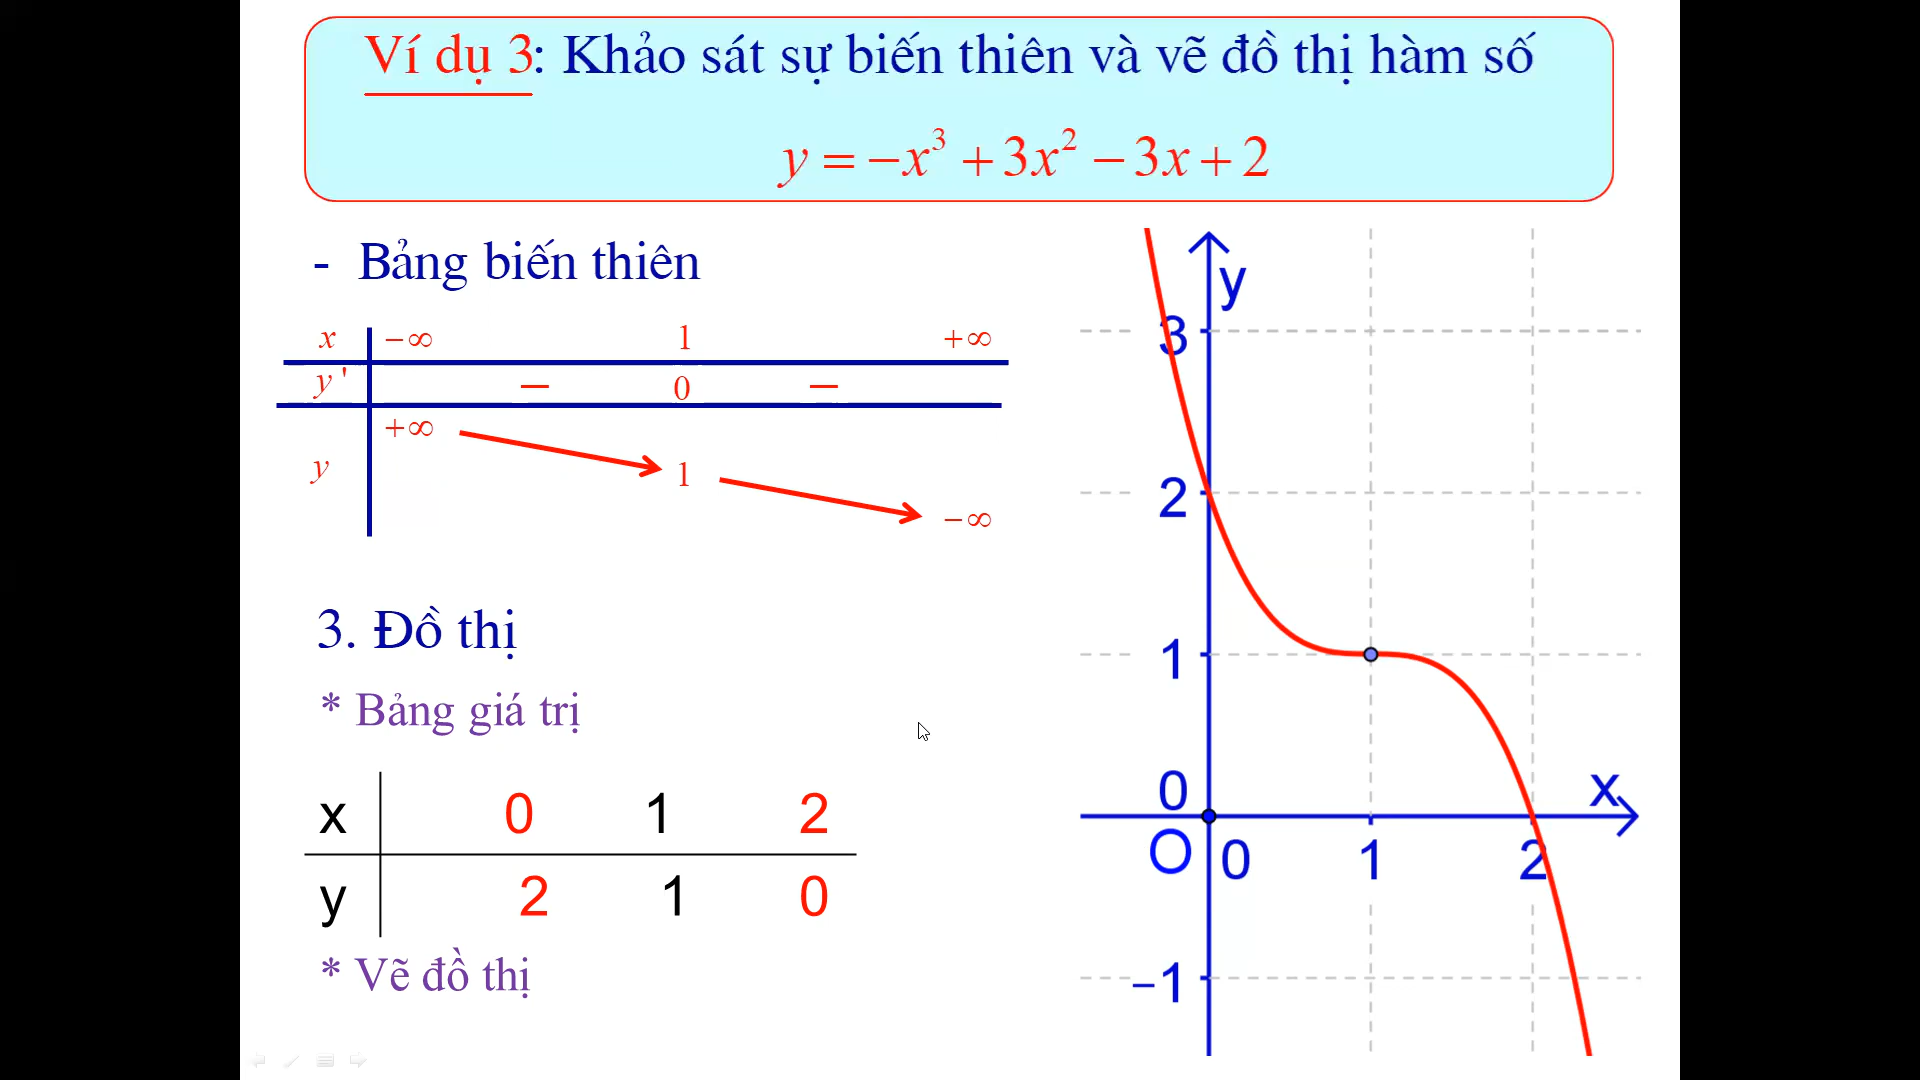 Ví dụ 3: Khảo sát sự biến thiên và vẽ đồ thị hàm số
y = −x³ + 3x² − 3x + 2
- Bảng biến thiên
x −∞ 1 +∞
y' − 0 −
+∞
y 1
−∞
3. Đồ thị
* Bảng giá trị
x 0 1 2
y 2 1 0
* Vẽ đồ thị
y
3
2
1
0 x
O 0 1 2
−1